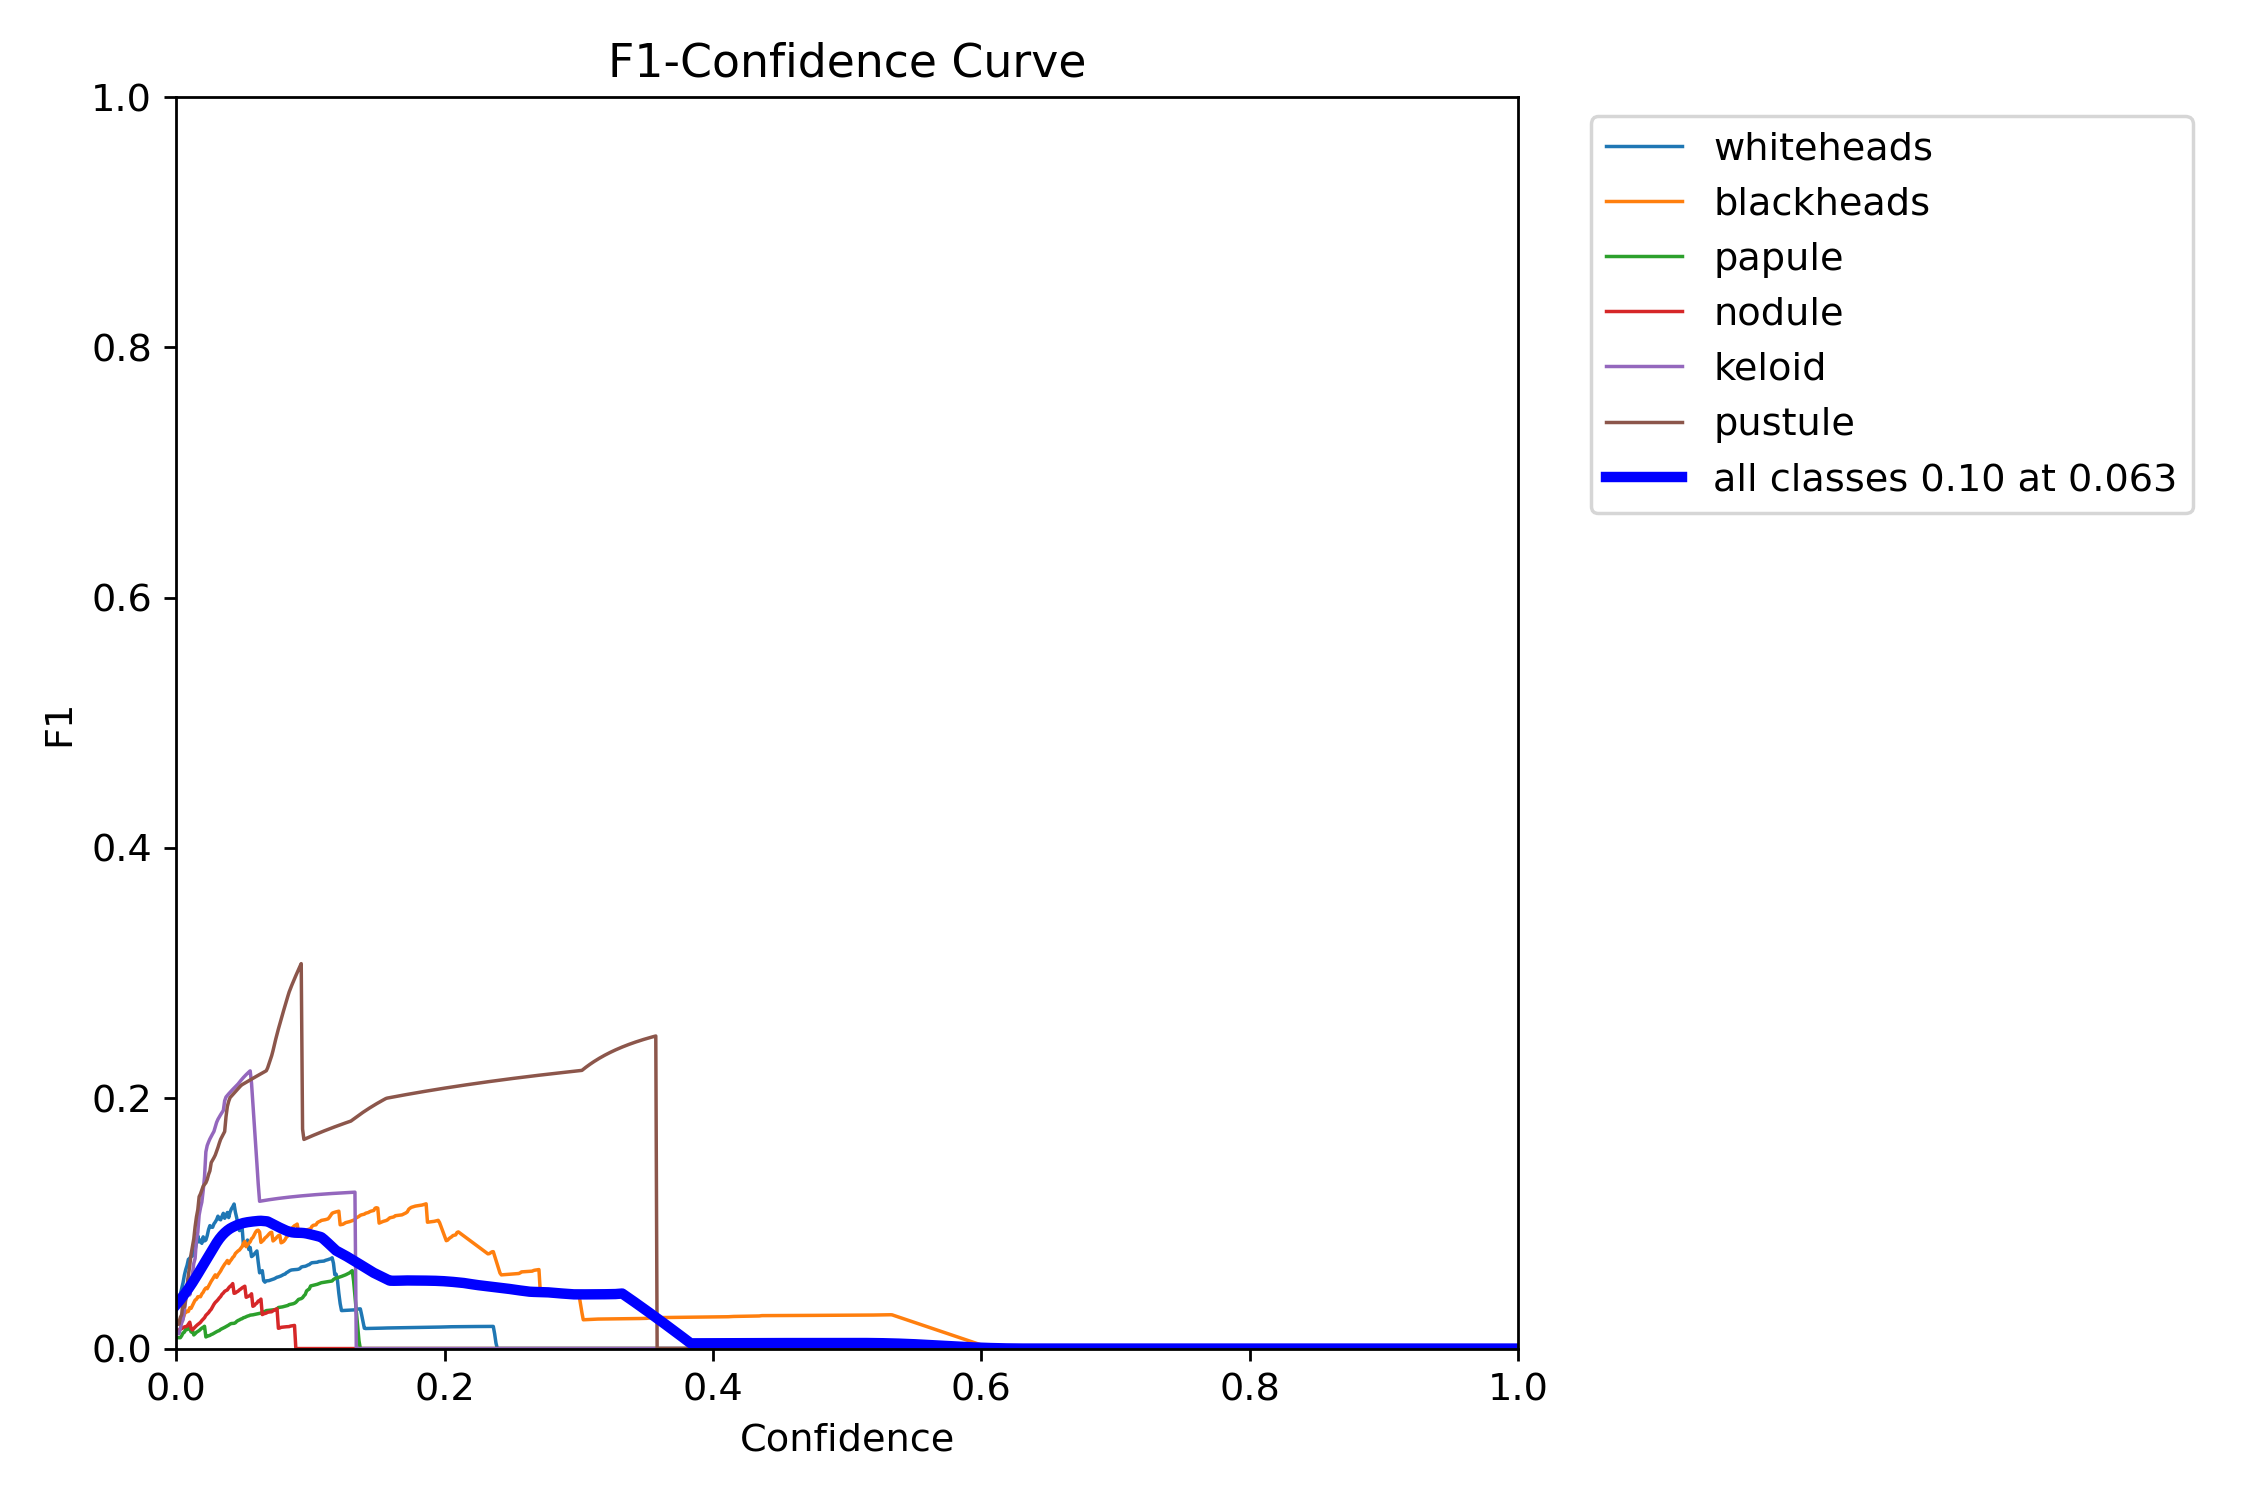 F1-Confidence Curve
1.0
0.8
0.6
0.4
0.2
0.0
F1
0.0 0.2 0.4 0.6 0.8 1.0
Confidence
whiteheads
blackheads
papule
nodule
keloid
pustule
all classes 0.10 at 0.063